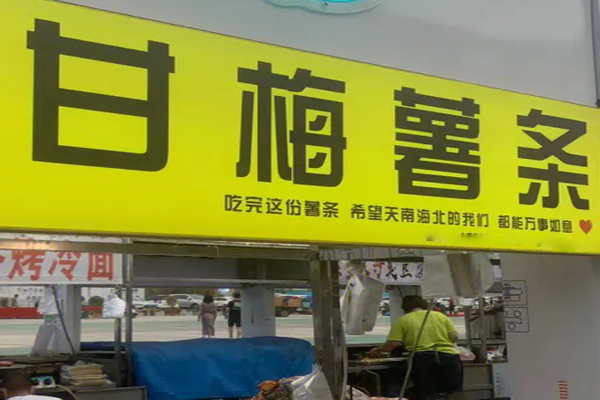 甘梅薯条
吃完这份薯条 希望天南海北的我们 都能万事如意❤
烤冷面